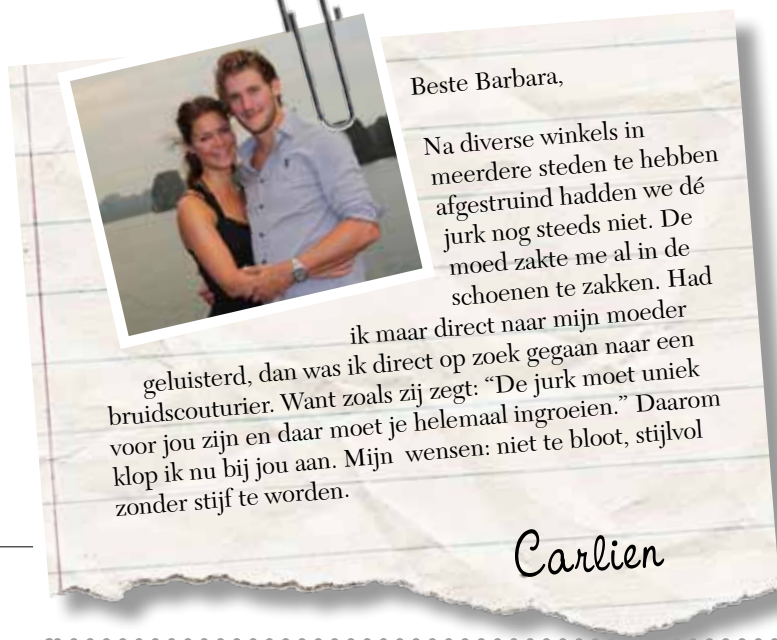 Beste Barbara,
Na diverse winkels in
meerdere steden te hebben
afgestruind hadden we dé
jurk nog steeds niet. De
moed zakte me al in de
schoenen te zakken. Had
ik maar direct naar mijn moeder
geluisterd, dan was ik direct op zoek gegaan naar een
bruidscouturier. Want zoals zij zegt: “De jurk moet uniek
voor jou zijn en daar moet je helemaal ingroeien.” Daarom
klop ik nu bij jou aan. Mijn  wensen: niet te bloot, stijlvol
zonder stijf te worden.
Carlien